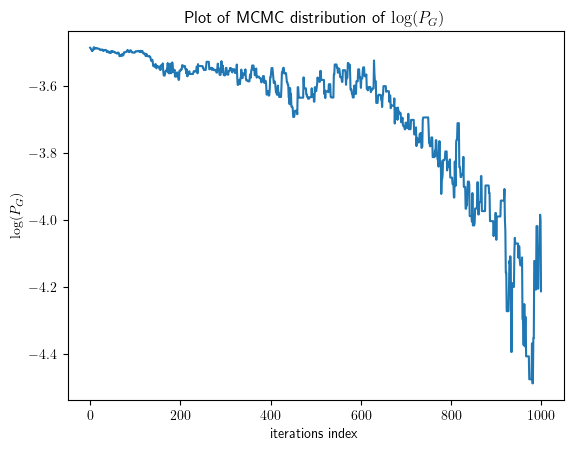 Plot of MCMC distribution of log(P_G)
log(P_G)
−3.6
−3.8
−4.0
−4.2
−4.4
0 200 400 600 800 1000
iterations index